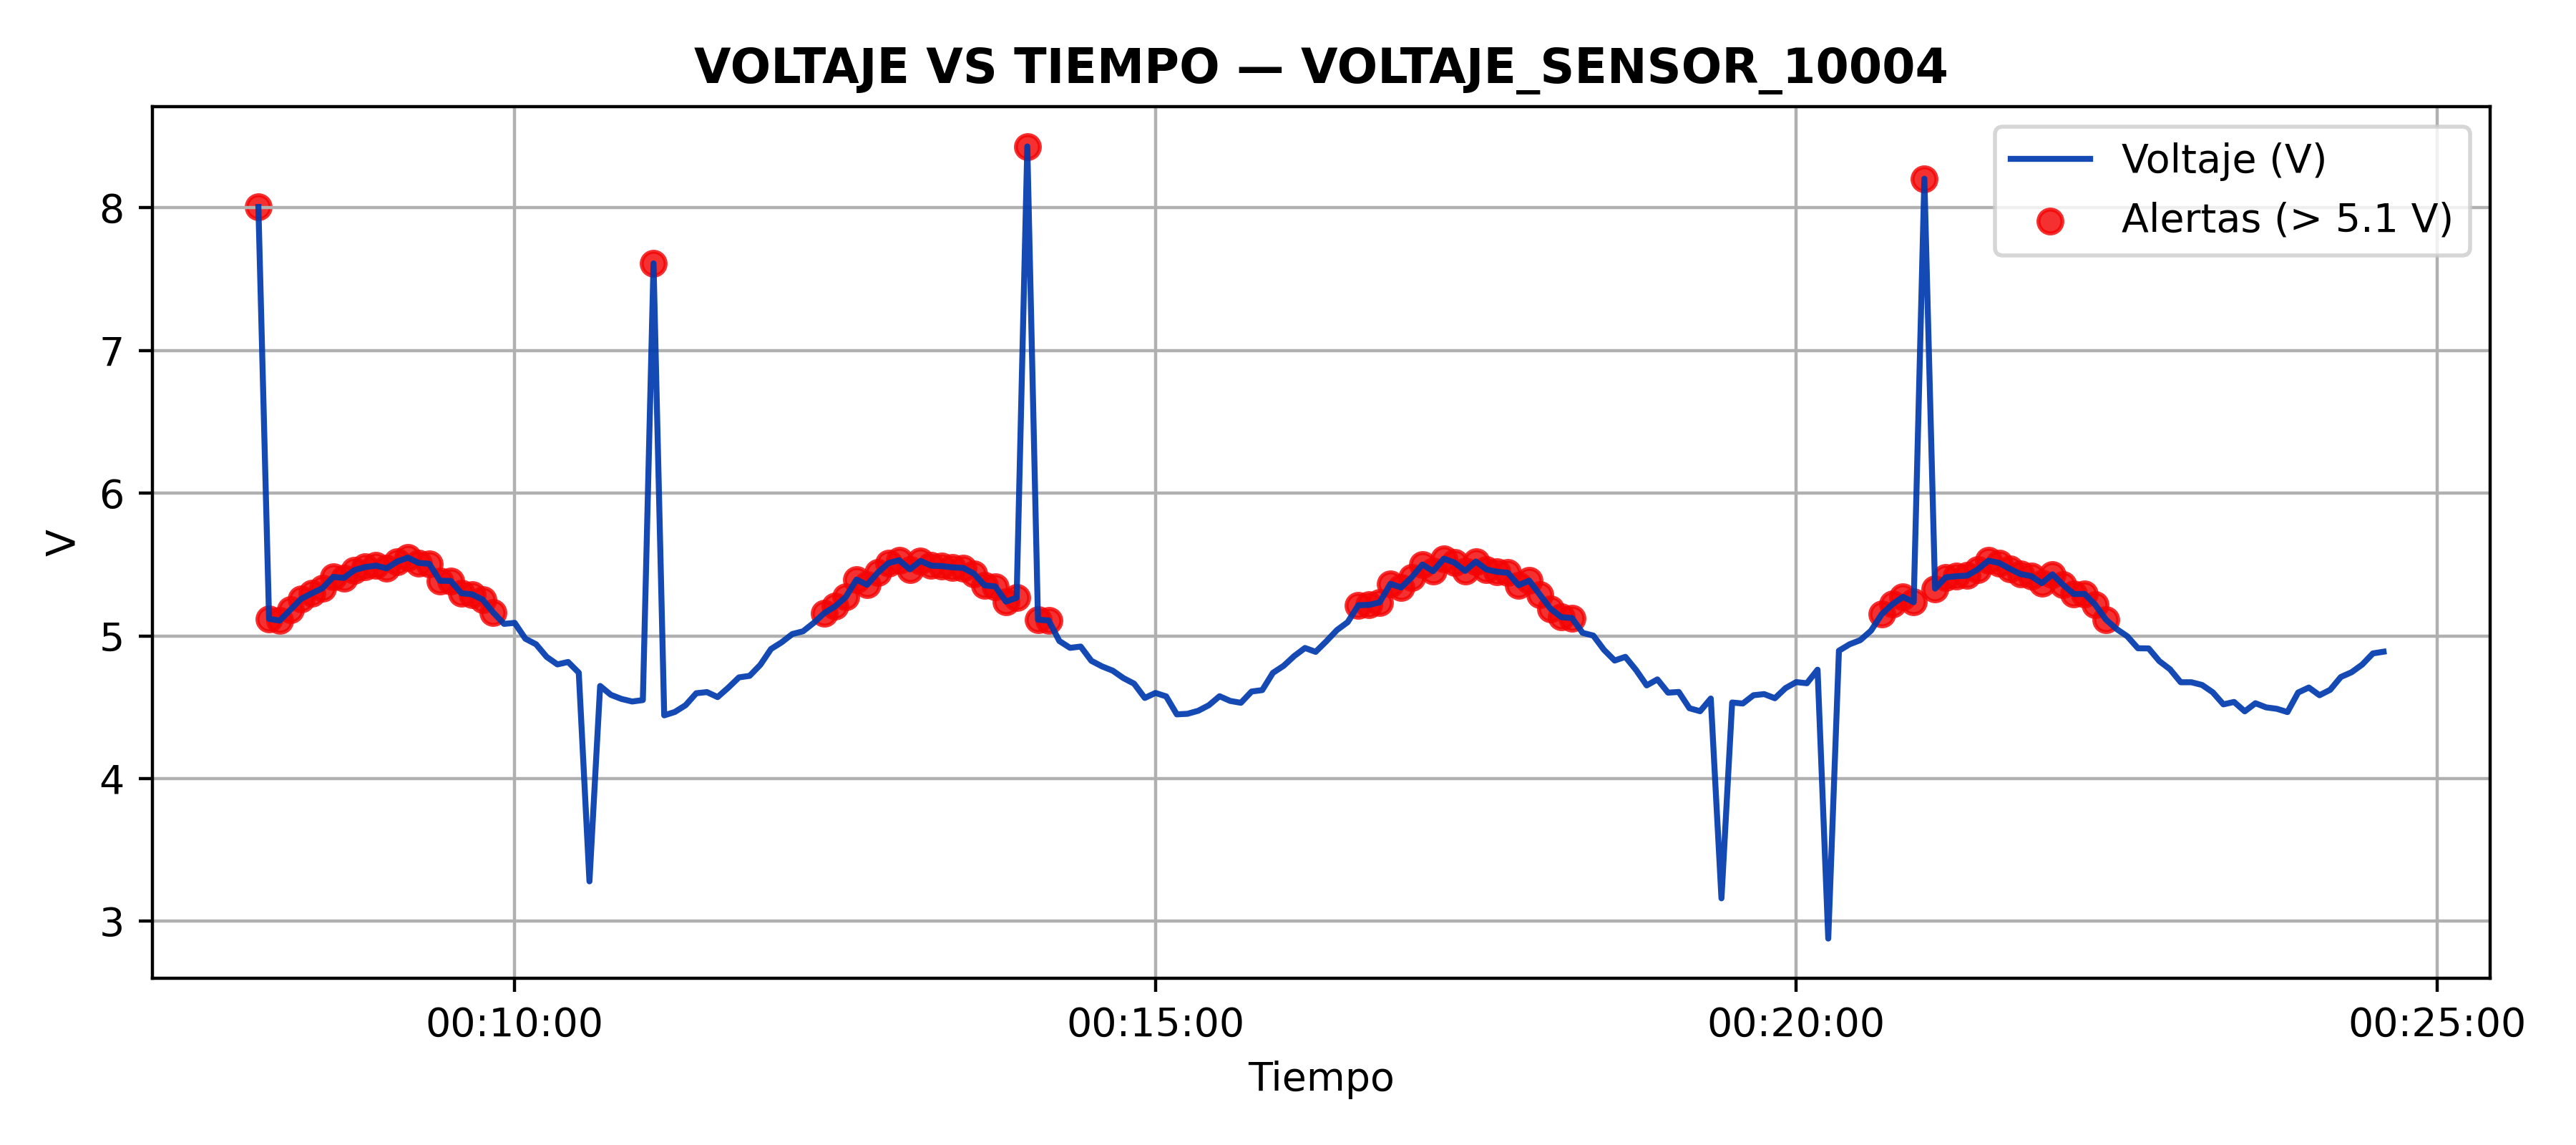 VOLTAJE VS TIEMPO — VOLTAJE_SENSOR_10004
Voltaje (V)
Alertas (> 5.1 V)
8
7
6
5
4
3
V
00:10:00
00:15:00
00:20:00
00:25:00
Tiempo